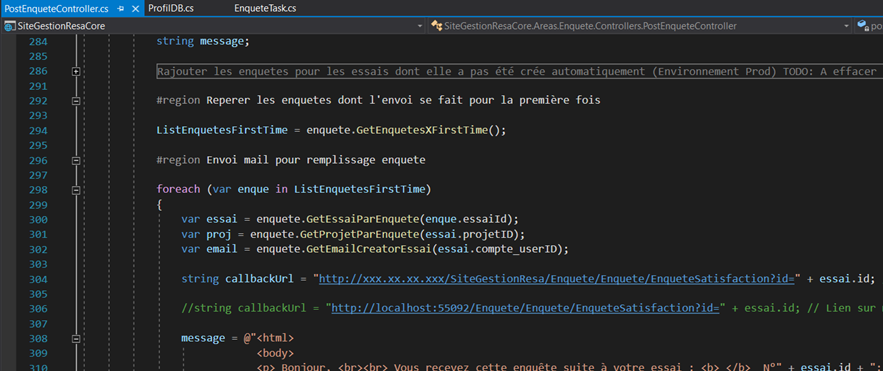 PostEnqueteController.cs ProfilDB.cs EnqueteTask.cs
SiteGestionResaCore SiteGestionResaCore.Areas.Enquete.Controllers.PostEnqueteController po
284 string message;
285
286 Rajouter les enquetes pour les essais dont elle a pas été crée automatiquement (Environnement Prod) TODO: A effacer
291
292 #region Reperer les enquetes dont l'envoi se fait pour la première fois
293
294 ListEnquetesFirstTime = enquete.GetEnquetesXFirstTime();
295
296 #region Envoi mail pour remplissage enquete
297
298 foreach (var enque in ListEnquetesFirstTime)
299 {
300 var essai = enquete.GetEssaiParEnquete(enque.essaiId);
301 var proj = enquete.GetProjetParEnquete(essai.projetID);
302 var email = enquete.GetEmailCreatorEssai(essai.compte_userID);
303
304 string callbackUrl = "http://xxx.xx.xx.xxx/SiteGestionResa/Enquete/Enquete/EnqueteSatisfaction?id=" + essai.id;
305
306 //string callbackUrl = "http://localhost:55092/Enquete/Enquete/EnqueteSatisfaction?id=" + essai.id; // Lien sur
307
308 message = @"<html>
309 <body>
310 <p> Bonjour, <br><br> Vous recevez cette enquête suite à votre essai : <b> </b> N°" + essai.id + ":